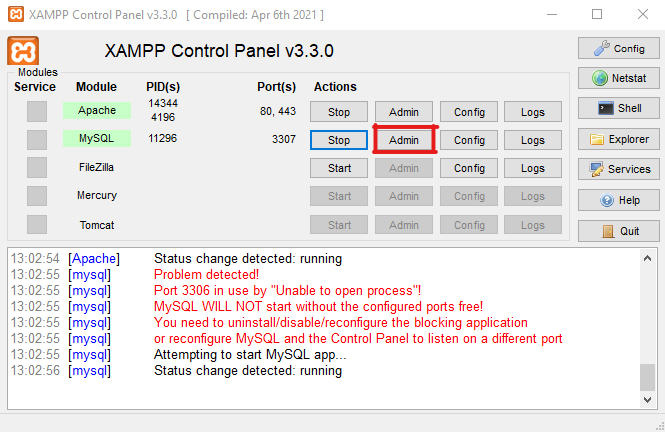 XAMPP Control Panel v3.3.0 [ Compiled: Apr 6th 2021 ]
XAMPP Control Panel v3.3.0
Config
Modules
Service Module PID(s) Port(s) Actions
Netstat
Apache 14344 4196 80, 443 Stop Admin Config Logs
Shell
MySQL 11296 3307 Stop Admin Config Logs
Explorer
FileZilla Start Admin Config Logs
Services
Mercury Start Admin Config Logs
Help
Tomcat Start Admin Config Logs
Quit
13:02:54 [Apache] Status change detected: running
13:02:55 [mysql] Problem detected!
13:02:55 [mysql] Port 3306 in use by "Unable to open process"!
13:02:55 [mysql] MySQL WILL NOT start without the configured ports free!
13:02:55 [mysql] You need to uninstall/disable/reconfigure the blocking application
13:02:55 [mysql] or reconfigure MySQL and the Control Panel to listen on a different port
13:02:55 [mysql] Attempting to start MySQL app...
13:02:56 [mysql] Status change detected: running